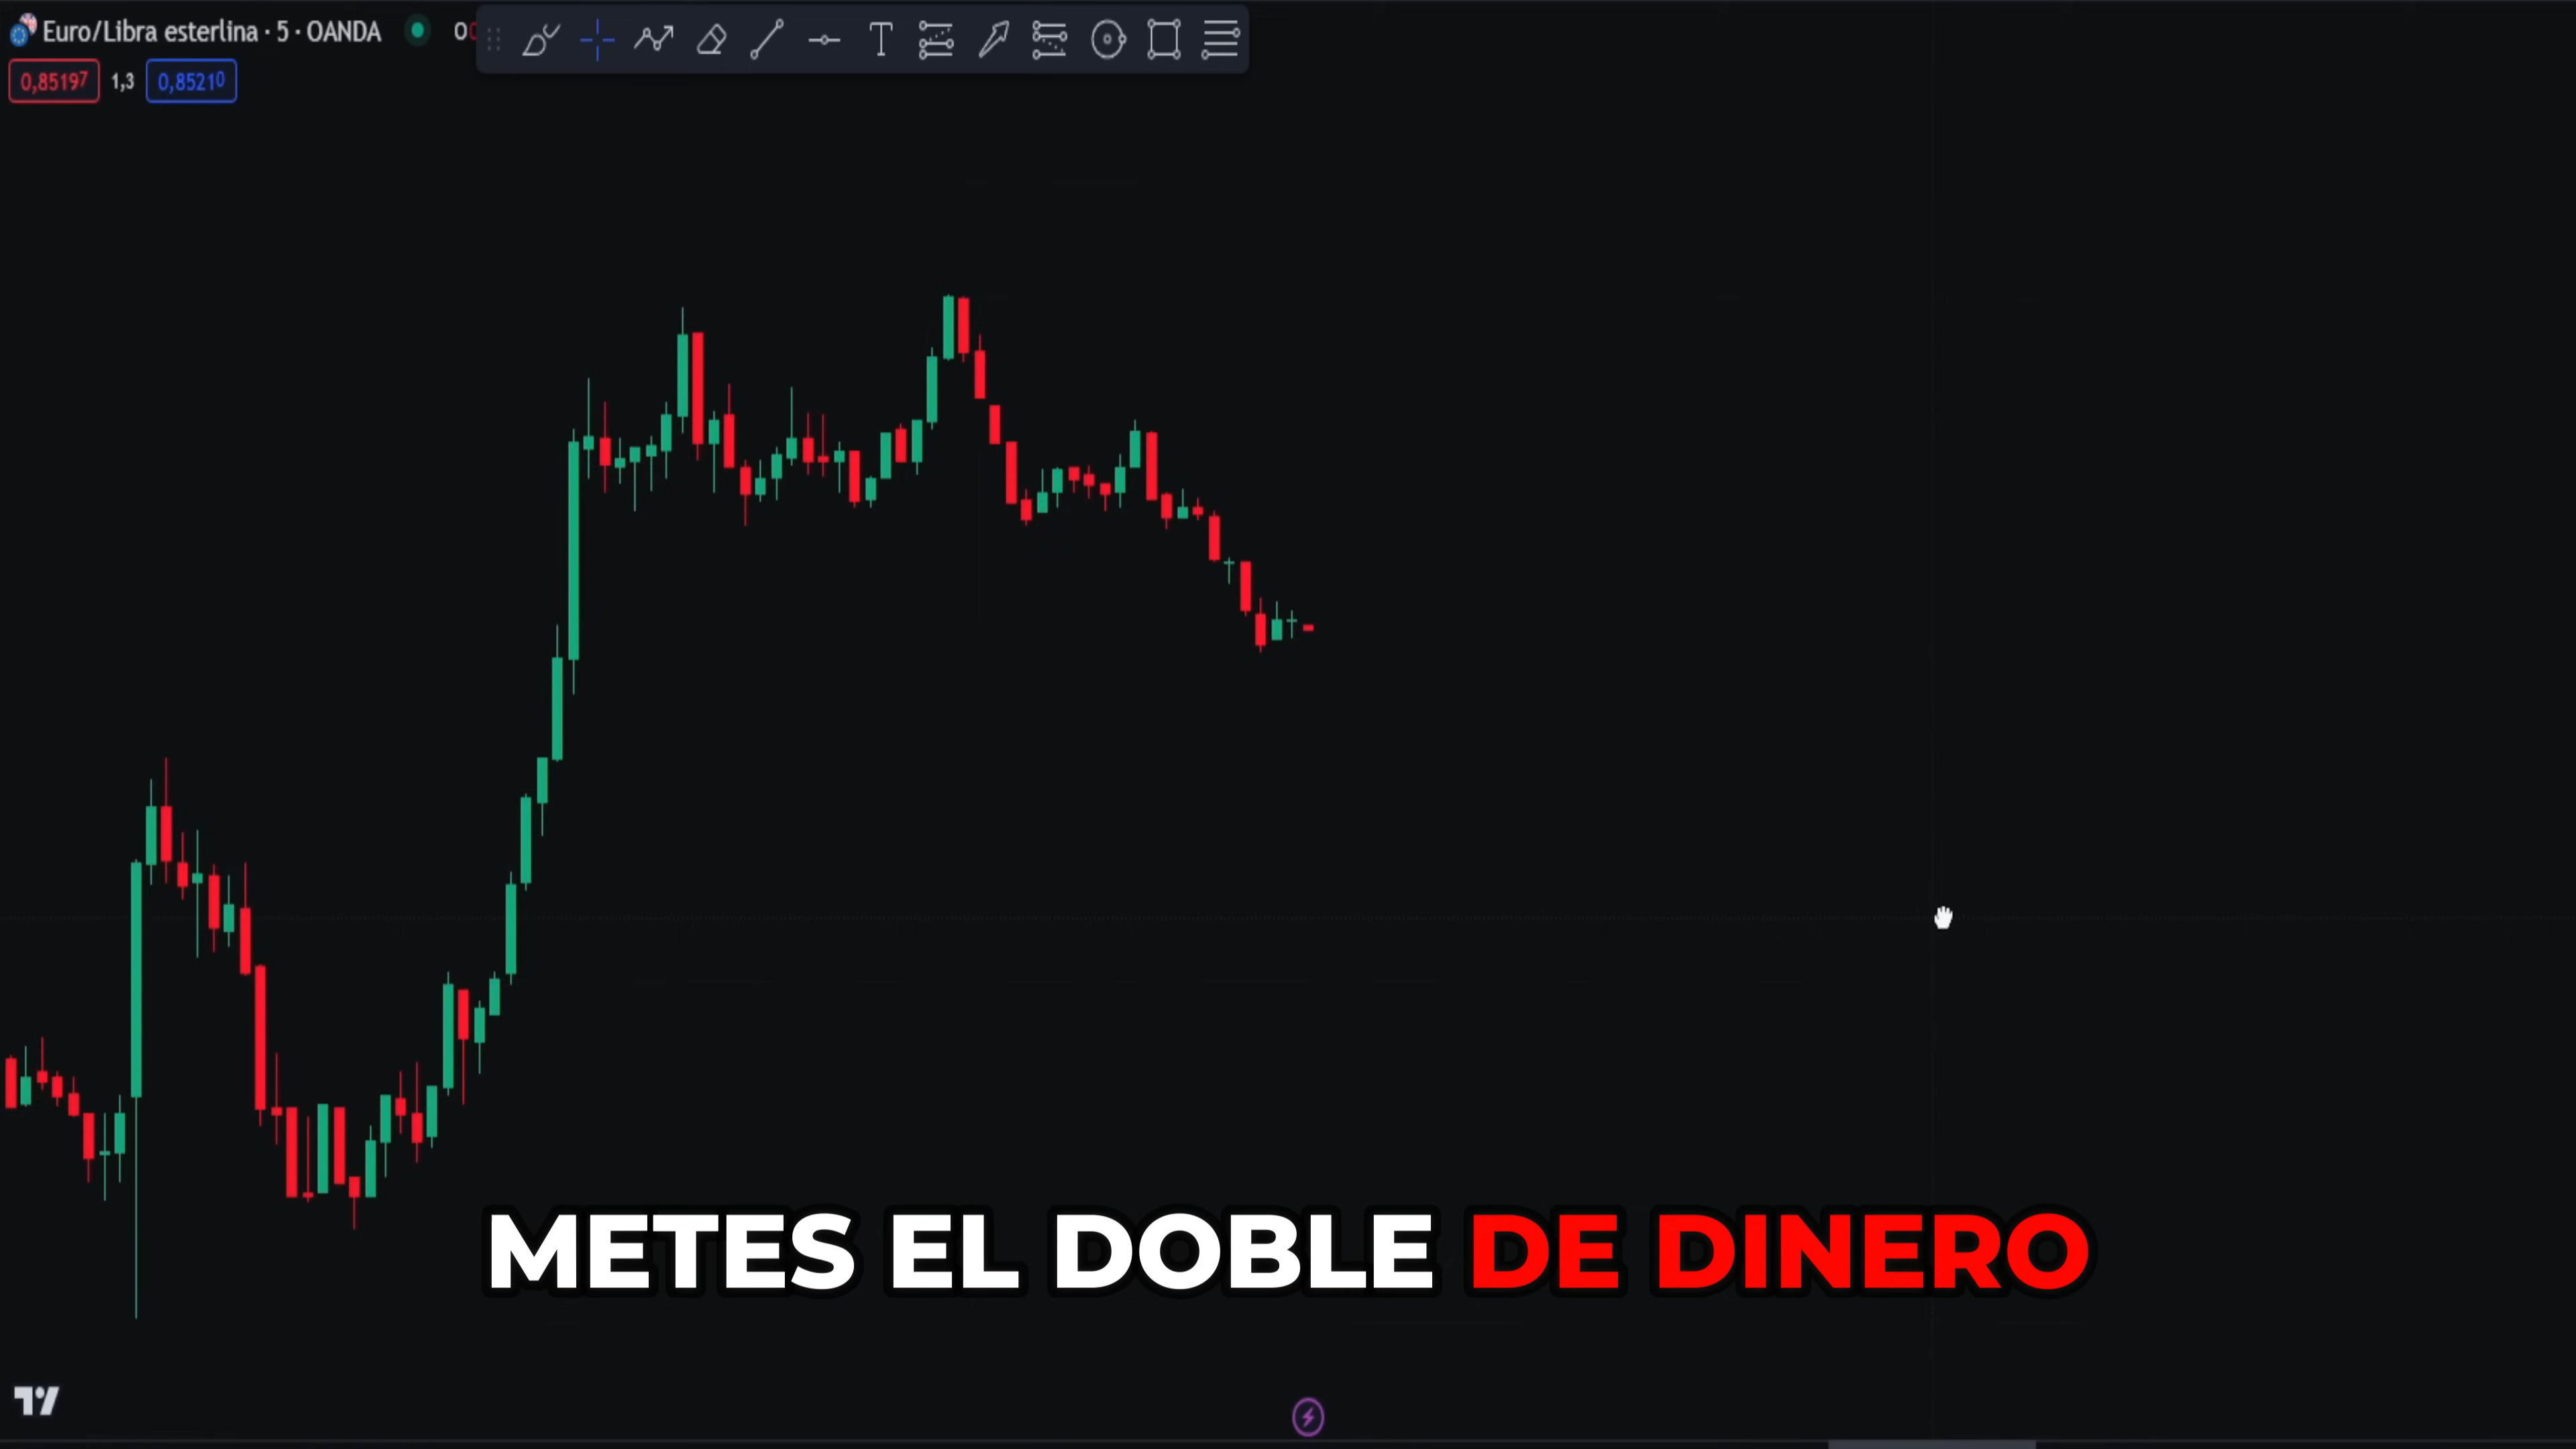 Euro/Libra esterlina · 5 · OANDA
0,85197 1,3 0,85210
METES EL DOBLE DE DINERO